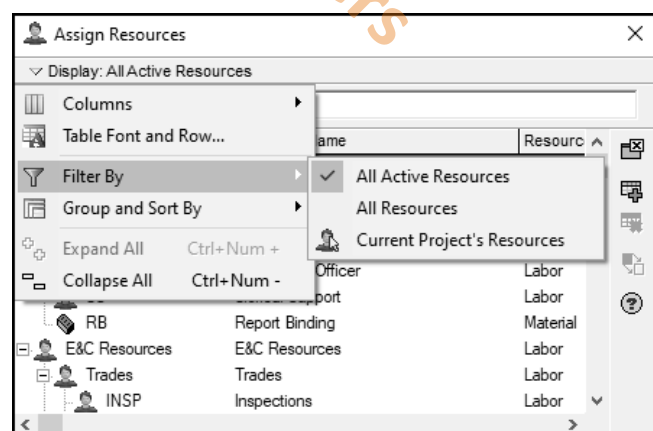 rs
Assign Resources
Display: All Active Resources
Columns
Table Font and Row...
ame Resourc
Filter By
All Active Resources
Group and Sort By
All Resources
Current Project's Resources
Expand All Ctrl+Num +
Officer Labor
Collapse All Ctrl+Num -
port Labor
RB Report Binding Material
E&C Resources E&C Resources Labor
Trades Trades Labor
INSP Inspections Labor